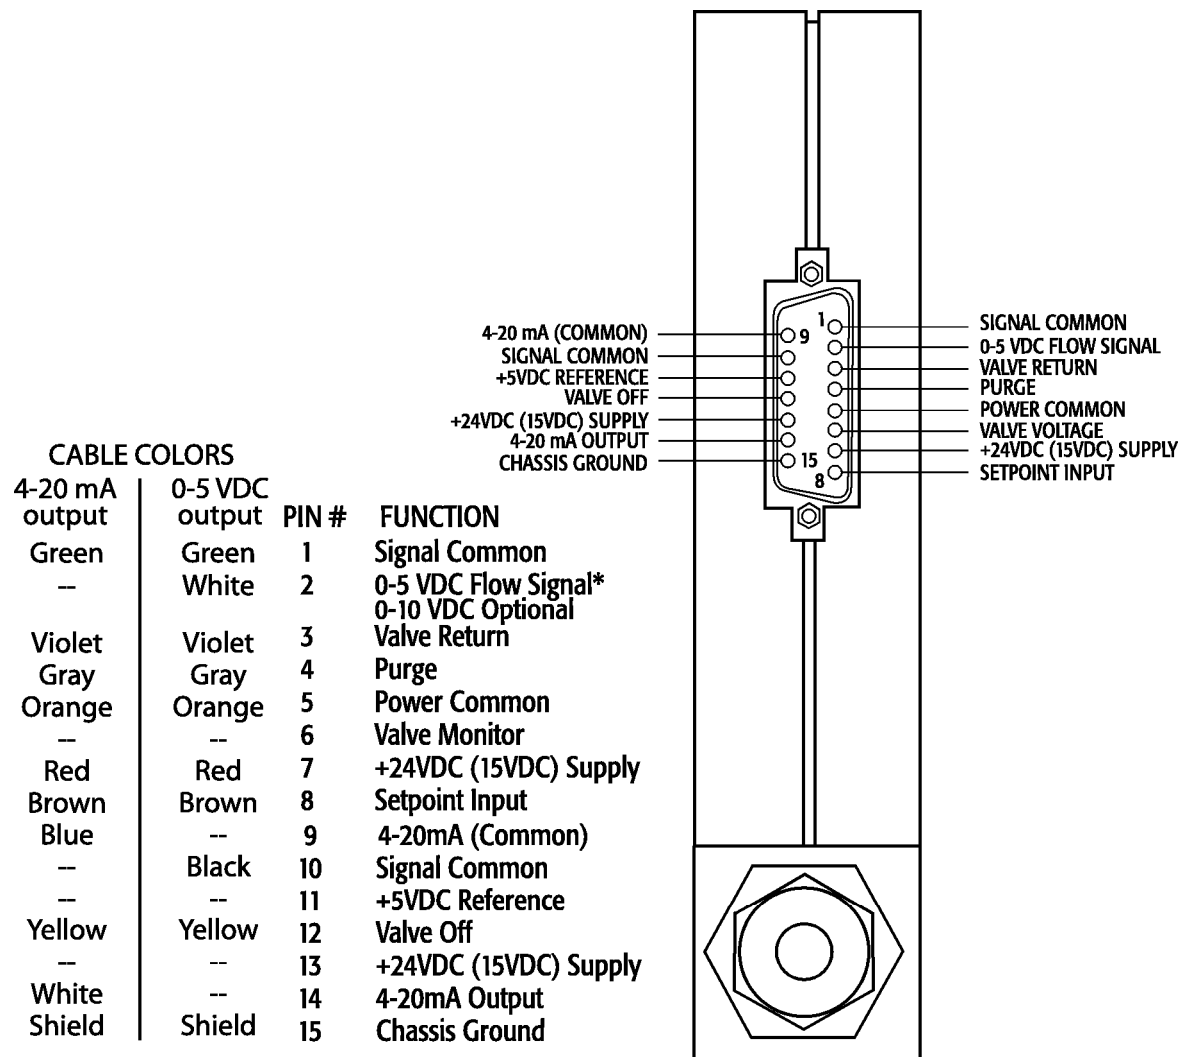 1
9
15
8
4-20 mA (COMMON)
SIGNAL COMMON
+5VDC REFERENCE
VALVE OFF
+24VDC (15VDC) SUPPLY
4-20 mA OUTPUT
CHASSIS GROUND
SIGNAL COMMON
0-5 VDC FLOW SIGNAL
VALVE RETURN
PURGE
POWER COMMON
VALVE VOLTAGE
+24VDC (15VDC) SUPPLY
SETPOINT INPUT
CABLE COLORS
4-20 mA 0-5 VDC
output output PIN # FUNCTION
Green Green 1 Signal Common
-- White 2 0-5 VDC Flow Signal*
0-10 VDC Optional
Violet Violet 3 Valve Return
Gray Gray 4 Purge
Orange Orange 5 Power Common
-- -- 6 Valve Monitor
Red Red 7 +24VDC (15VDC) Supply
Brown Brown 8 Setpoint Input
Blue -- 9 4-20mA (Common)
-- Black 10 Signal Common
-- -- 11 +5VDC Reference
Yellow Yellow 12 Valve Off
-- -- 13 +24VDC (15VDC) Supply
White -- 14 4-20mA Output
Shield Shield 15 Chassis Ground